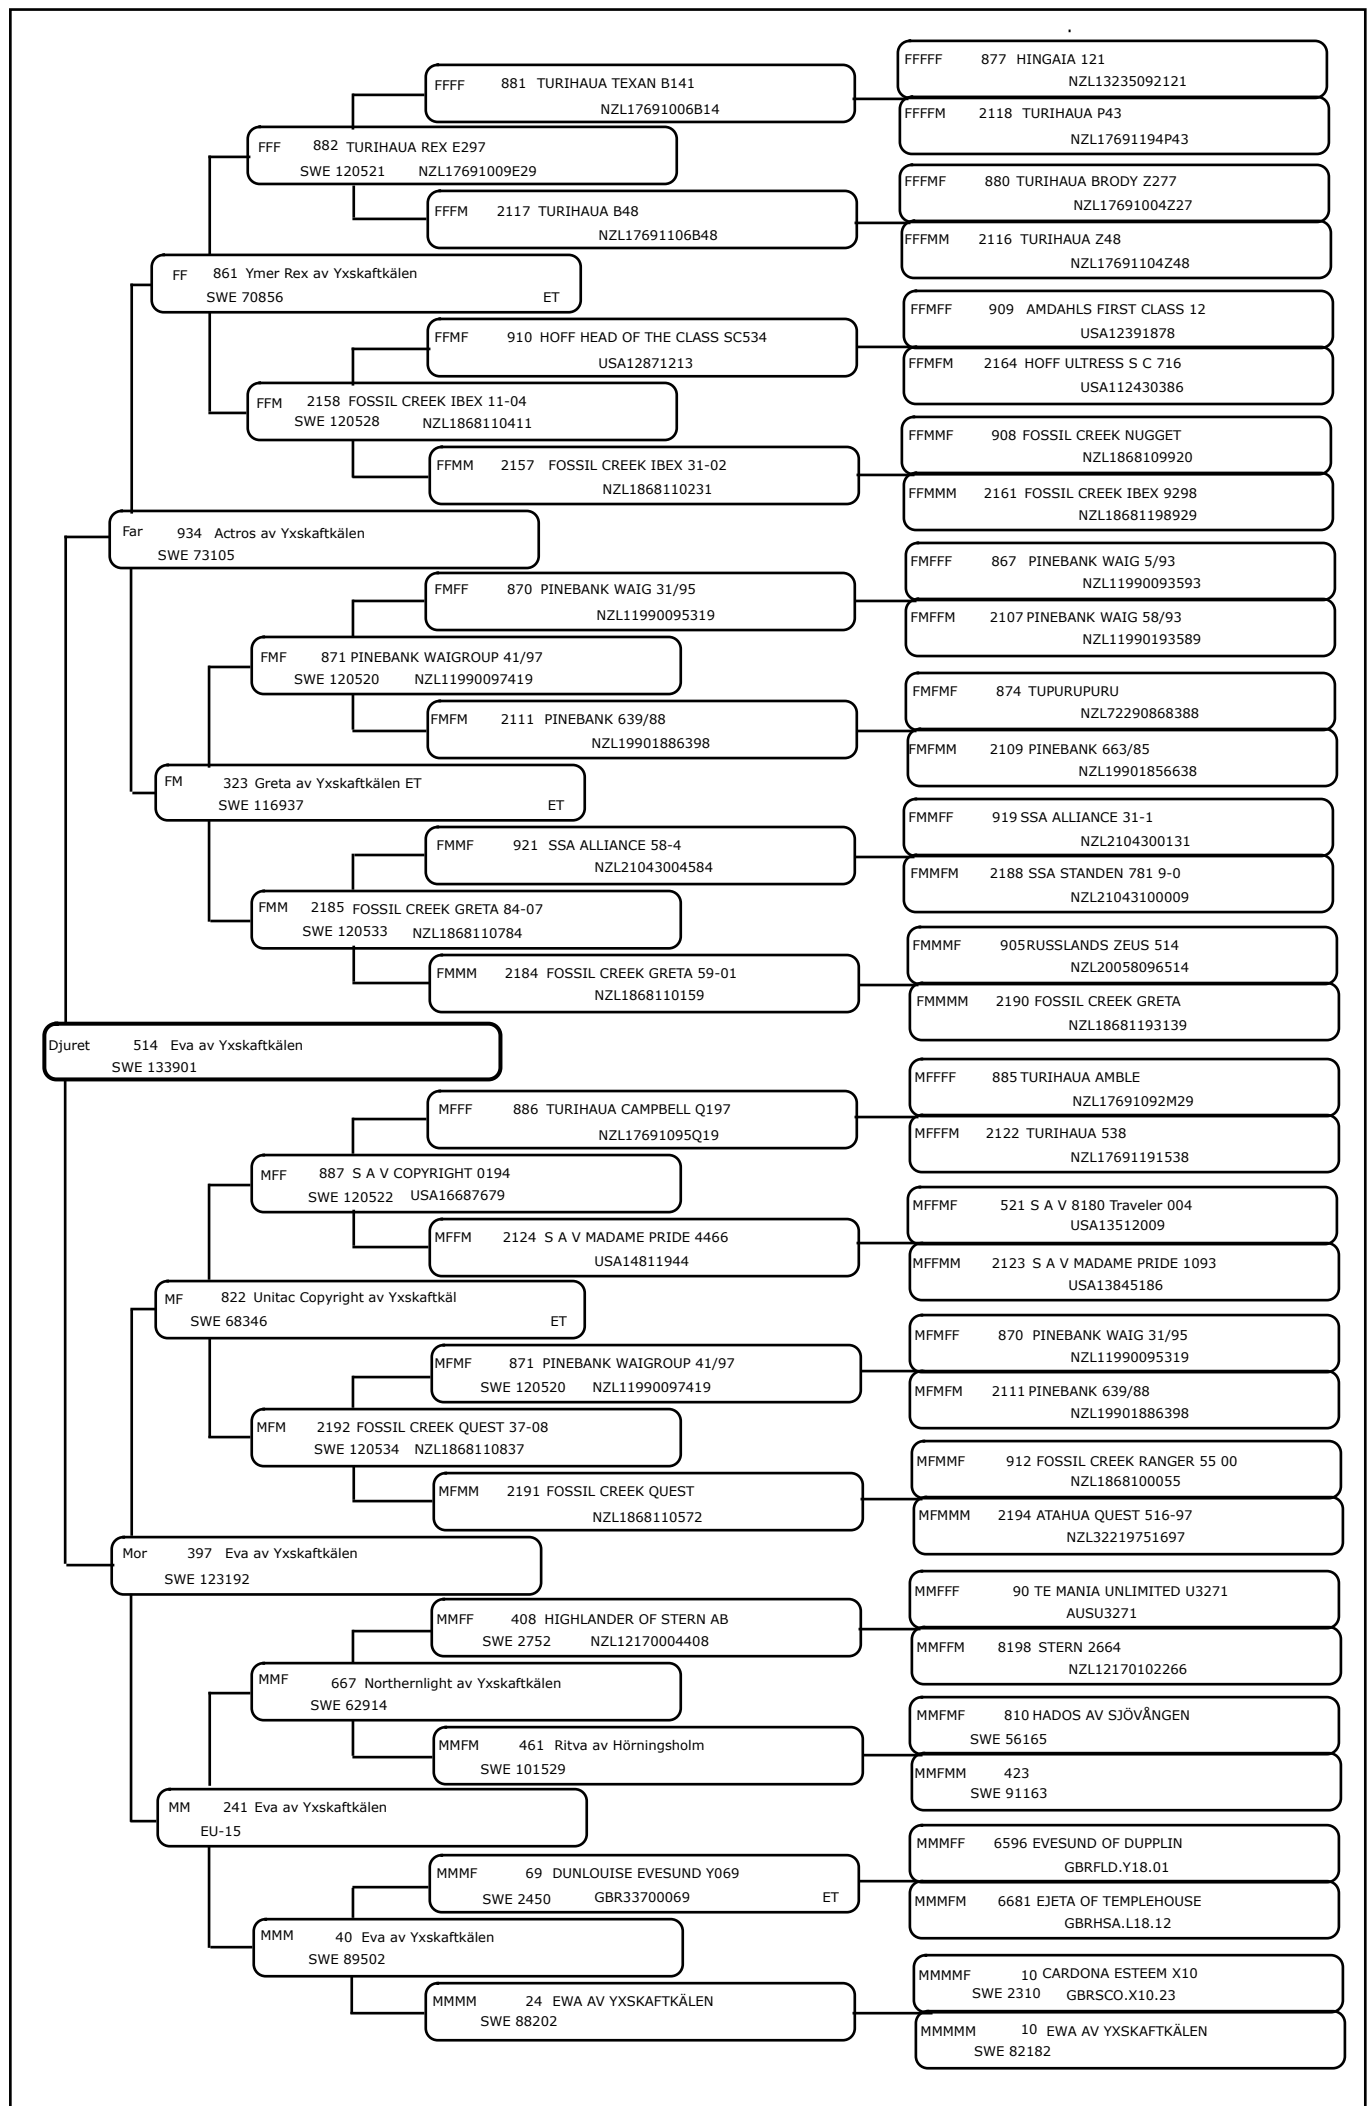 FFFFF 877 HINGAIA 121
NZL13235092121
FFFF 881 TURIHAUA TEXAN B141
NZL17691006B14
FFFFM 2118 TURIHAUA P43
NZL17691194P43
FFF 882 TURIHAUA REX E297
SWE 120521 NZL17691009E29
FFFMF 880 TURIHAUA BRODY Z277
NZL17691004Z27
FFFM 2117 TURIHAUA B48
NZL17691106B48
FFFMM 2116 TURIHAUA Z48
NZL17691104Z48
FF 861 Ymer Rex av Yxskaftkälen
SWE 70856 ET
FFMFF 909 AMDAHLS FIRST CLASS 12
USA12391878
FFMF 910 HOFF HEAD OF THE CLASS SC534
USA12871213
FFMFM 2164 HOFF ULTRESS S C 716
USA112430386
FFM 2158 FOSSIL CREEK IBEX 11-04
SWE 120528 NZL1868110411
FFMMF 908 FOSSIL CREEK NUGGET
NZL1868109920
FFMM 2157 FOSSIL CREEK IBEX 31-02
NZL1868110231
FFMMM 2161 FOSSIL CREEK IBEX 9298
NZL18681198929
Far 934 Actros av Yxskaftkälen
SWE 73105
FMFFF 867 PINEBANK WAIG 5/93
NZL11990093593
FMFF 870 PINEBANK WAIG 31/95
NZL11990095319
FMFFM 2107 PINEBANK WAIG 58/93
NZL11990193589
FMF 871 PINEBANK WAIGROUP 41/97
SWE 120520 NZL11990097419
FMFMF 874 TUPURUPURU
NZL72290868388
FMFM 2111 PINEBANK 639/88
NZL19901886398
FMFMM 2109 PINEBANK 663/85
NZL19901856638
FM 323 Greta av Yxskaftkälen ET
SWE 116937 ET
FMMFF 919 SSA ALLIANCE 31-1
NZL2104300131
FMMF 921 SSA ALLIANCE 58-4
NZL21043004584
FMMFM 2188 SSA STANDEN 781 9-0
NZL21043100009
FMM 2185 FOSSIL CREEK GRETA 84-07
SWE 120533 NZL1868110784
FMMMF 905 RUSSLANDS ZEUS 514
NZL20058096514
FMMM 2184 FOSSIL CREEK GRETA 59-01
NZL1868110159
FMMMM 2190 FOSSIL CREEK GRETA
NZL18681193139
Djuret 514 Eva av Yxskaftkälen
SWE 133901
MFFFF 885 TURIHAUA AMBLE
NZL17691092M29
MFFF 886 TURIHAUA CAMPBELL Q197
NZL17691095Q19
MFFFM 2122 TURIHAUA 538
NZL17691191538
MFF 887 S A V COPYRIGHT 0194
SWE 120522 USA16687679
MFFMF 521 S A V 8180 Traveler 004
USA13512009
MFFM 2124 S A V MADAME PRIDE 4466
USA14811944
MFFMM 2123 S A V MADAME PRIDE 1093
USA13845186
MF 822 Unitac Copyright av Yxskaftkäl
SWE 68346 ET
MFMFF 870 PINEBANK WAIG 31/95
NZL11990095319
MFMF 871 PINEBANK WAIGROUP 41/97
SWE 120520 NZL11990097419
MFMFM 2111 PINEBANK 639/88
NZL19901886398
MFM 2192 FOSSIL CREEK QUEST 37-08
SWE 120534 NZL1868110837
MFMMF 912 FOSSIL CREEK RANGER 55 00
NZL1868100055
MFMM 2191 FOSSIL CREEK QUEST
NZL1868110572
MFMMM 2194 ATAHUA QUEST 516-97
NZL32219751697
Mor 397 Eva av Yxskaftkälen
SWE 123192
MMFFF 90 TE MANIA UNLIMITED U3271
AUSU3271
MMFF 408 HIGHLANDER OF STERN AB
SWE 2752 NZL12170004408
MMFFM 8198 STERN 2664
NZL12170102266
MMF 667 Northernlight av Yxskaftkälen
SWE 62914
MMFMF 810 HADOS AV SJÖVÅNGEN
SWE 56165
MMFM 461 Ritva av Hörningsholm
SWE 101529
MMFMM 423
SWE 91163
MM 241 Eva av Yxskaftkälen
EU-15
MMMFF 6596 EVESUND OF DUPPLIN
GBRFLD.Y18.01
MMMF 69 DUNLOUISE EVESUND Y069
SWE 2450 GBR33700069 ET
MMMFM 6681 EJETA OF TEMPLEHOUSE
GBRHSA.L18.12
MMM 40 Eva av Yxskaftkälen
SWE 89502
MMMMF 10 CARDONA ESTEEM X10
SWE 2310 GBRSCO.X10.23
MMMM 24 EWA AV YXSKAFTKÄLEN
SWE 88202
MMMMM 10 EWA AV YXSKAFTKÄLEN
SWE 82182